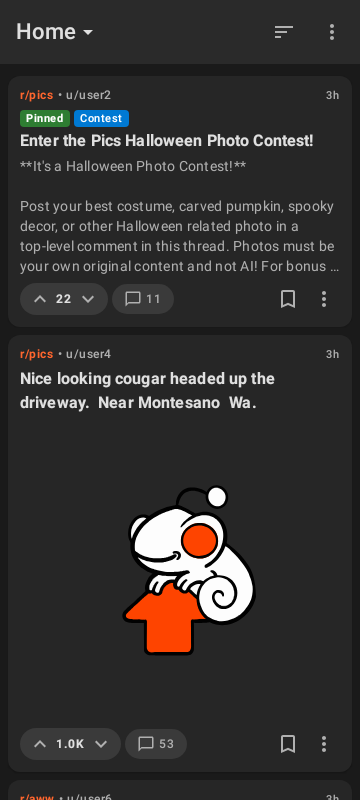 Home
r/pics • u/user2 3h
Pinned Contest
Enter the Pics Halloween Photo Contest!
**It's a Halloween Photo Contest!**
Post your best costume, carved pumpkin, spooky
decor, or other Halloween related photo in a
top-level comment in this thread. Photos must be
your own original content and not AI! For bonus …
22 11
r/pics • u/user4 3h
Nice looking cougar headed up the
driveway. Near Montesano Wa.
1.0K 53
r/aww • u/user6 3h